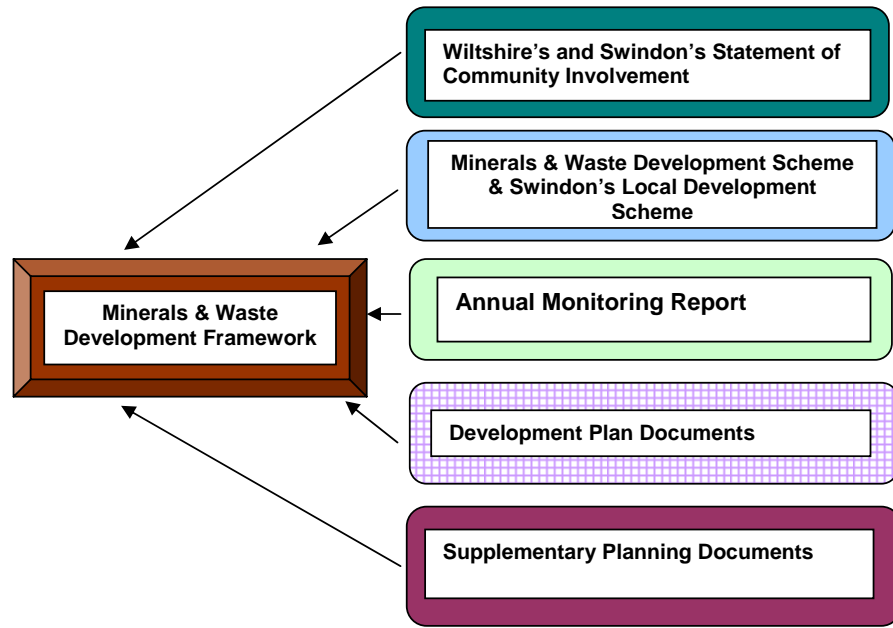 Wiltshire's and Swindon's Statement of
Community Involvement
Minerals & Waste Development Scheme
& Swindon's Local Development
Scheme
Annual Monitoring Report
Minerals & Waste
Development Framework
Development Plan Documents
Supplementary Planning Documents